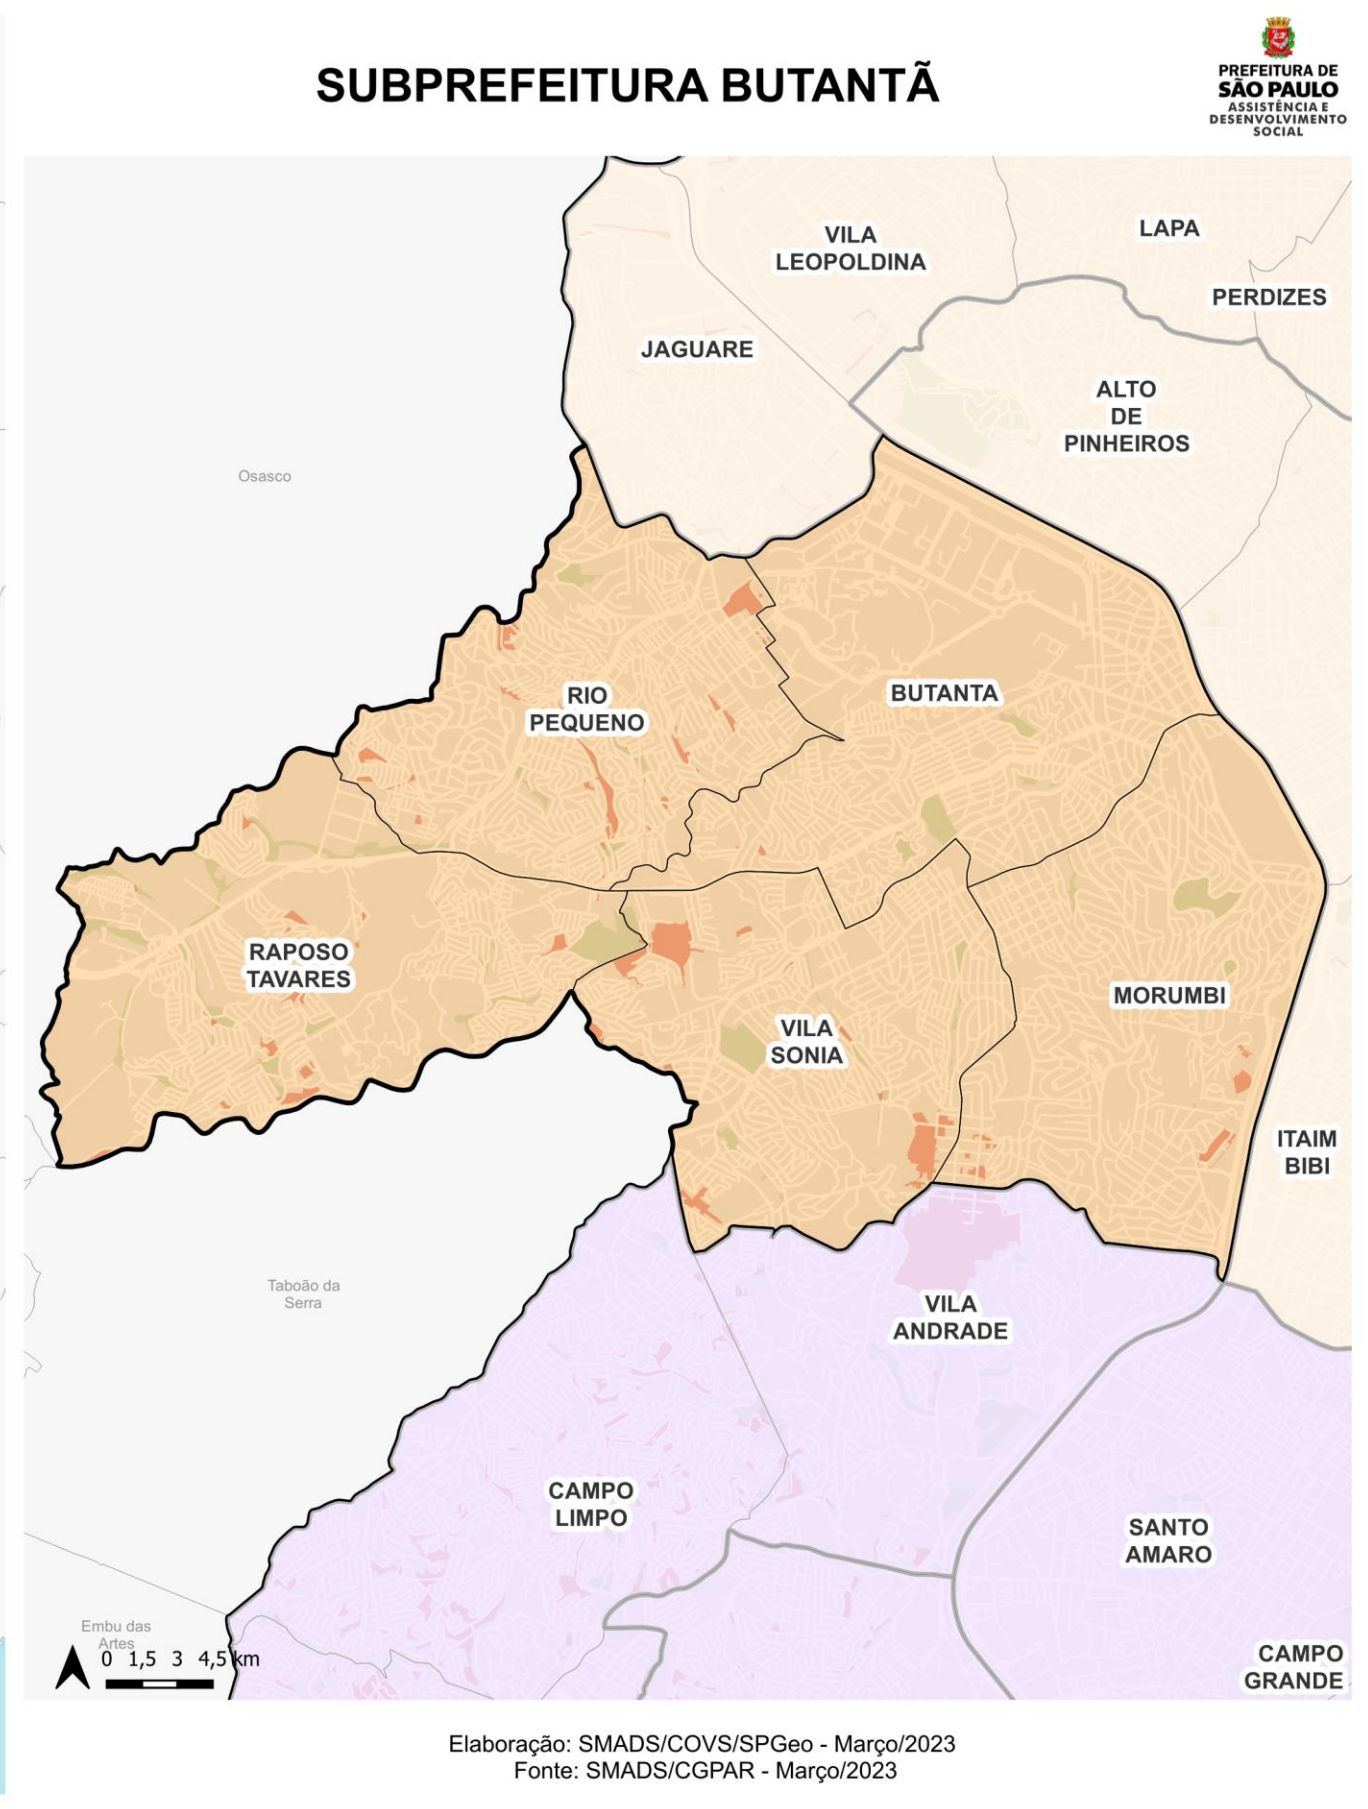 SUBPREFEITURA BUTANTÃ
PREFEITURA DE
SÃO PAULO
ASSISTÊNCIA E
DESENVOLVIMENTO
SOCIAL
VILA
LEOPOLDINA
LAPA
PERDIZES
JAGUARE
ALTO
DE
PINHEIROS
Osasco
RIO
PEQUENO
BUTANTA
RAPOSO
TAVARES
MORUMBI
VILA
SONIA
ITAIM
BIBI
Taboão da
Serra
VILA
ANDRADE
CAMPO
LIMPO
SANTO
AMARO
Embu das
Artes
CAMPO
GRANDE
0 1,5 3 4,5 km
Elaboração: SMADS/COVS/SPGeo - Março/2023
Fonte: SMADS/CGPAR - Março/2023